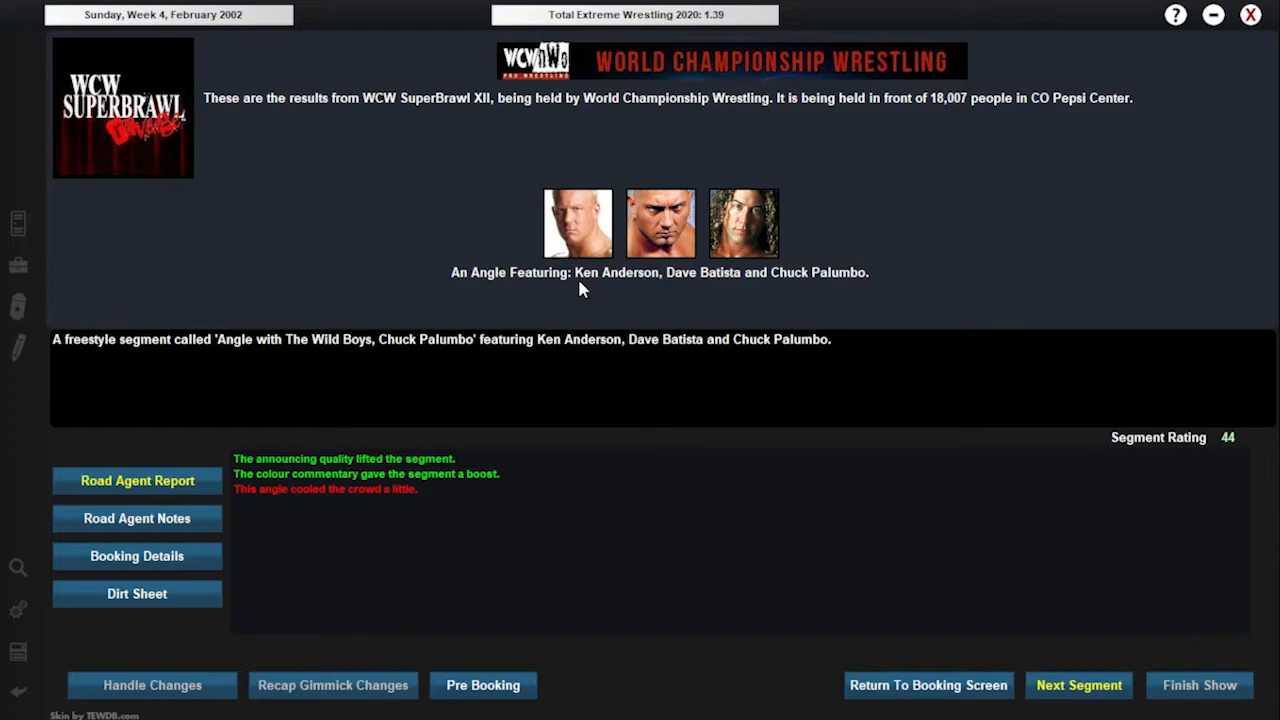 Sunday, Week 4, February 2002
Total Extreme Wrestling 2020: 1.39
?
X
WCW
SUPERBRAWL
Revenge
WCW nWo
PRO WRESTLING
WORLD CHAMPIONSHIP WRESTLING
These are the results from WCW SuperBrawl XII, being held by World Championship Wrestling. It is being held in front of 18,007 people in CO Pepsi Center.
An Angle Featuring: Ken Anderson, Dave Batista and Chuck Palumbo.
A freestyle segment called 'Angle with The Wild Boys, Chuck Palumbo' featuring Ken Anderson, Dave Batista and Chuck Palumbo.
Segment Rating 44
Road Agent Report
Road Agent Notes
Booking Details
Dirt Sheet
The announcing quality lifted the segment.
The colour commentary gave the segment a boost.
This angle cooled the crowd a little.
Handle Changes
Recap Gimmick Changes
Pre Booking
Return To Booking Screen
Next Segment
Finish Show
Skin by TEWDB.com